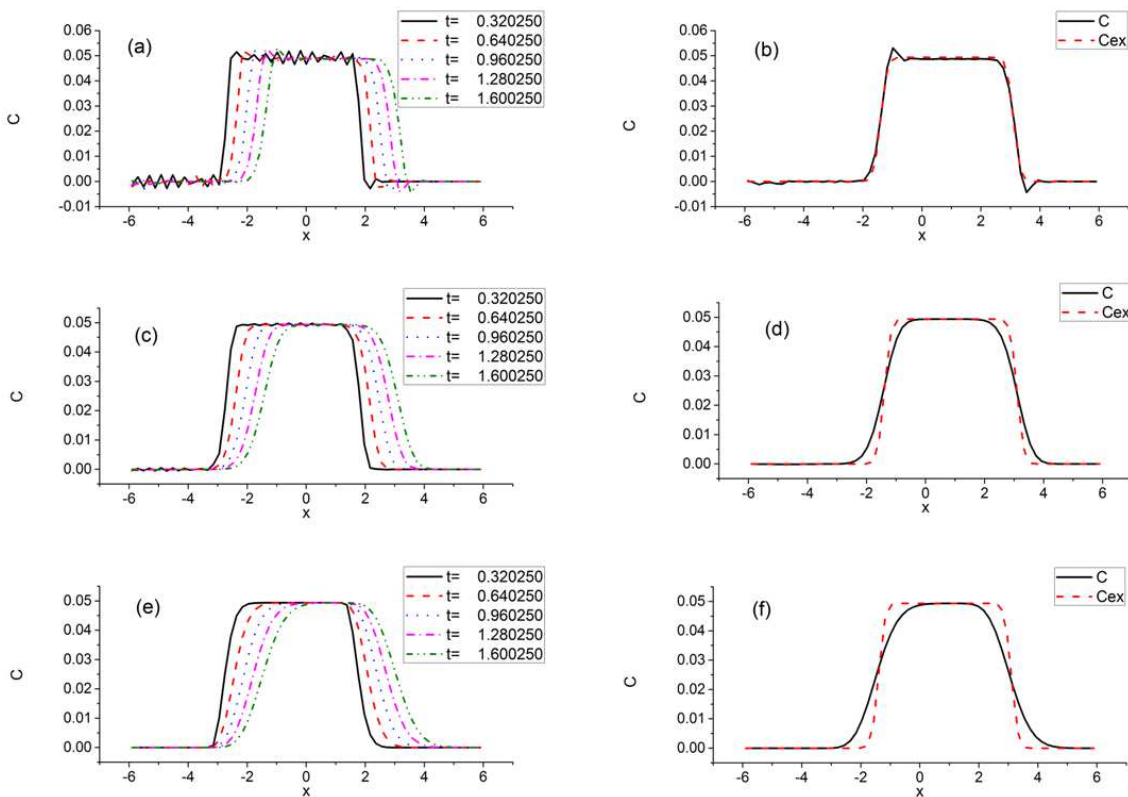 (a)
C
0.06
0.05
0.04
0.03
0.02
0.01
0.00
-0.01
-6 -4 -2 0 2 4 6
x
t= 0.320250
t= 0.640250
t= 0.960250
t= 1.280250
t= 1.600250
(b)
C
0.06
0.05
0.04
0.03
0.02
0.01
0.00
-0.01
-6 -4 -2 0 2 4 6
x
C
Cex
(c)
C
0.05
0.04
0.03
0.02
0.01
0.00
-6 -4 -2 0 2 4 6
x
t= 0.320250
t= 0.640250
t= 0.960250
t= 1.280250
t= 1.600250
(d)
C
0.05
0.04
0.03
0.02
0.01
0.00
-6 -4 -2 0 2 4 6
x
C
Cex
(e)
C
0.05
0.04
0.03
0.02
0.01
0.00
-6 -4 -2 0 2 4 6
x
t= 0.320250
t= 0.640250
t= 0.960250
t= 1.280250
t= 1.600250
(f)
C
0.05
0.04
0.03
0.02
0.01
0.00
-6 -4 -2 0 2 4 6
x
C
Cex